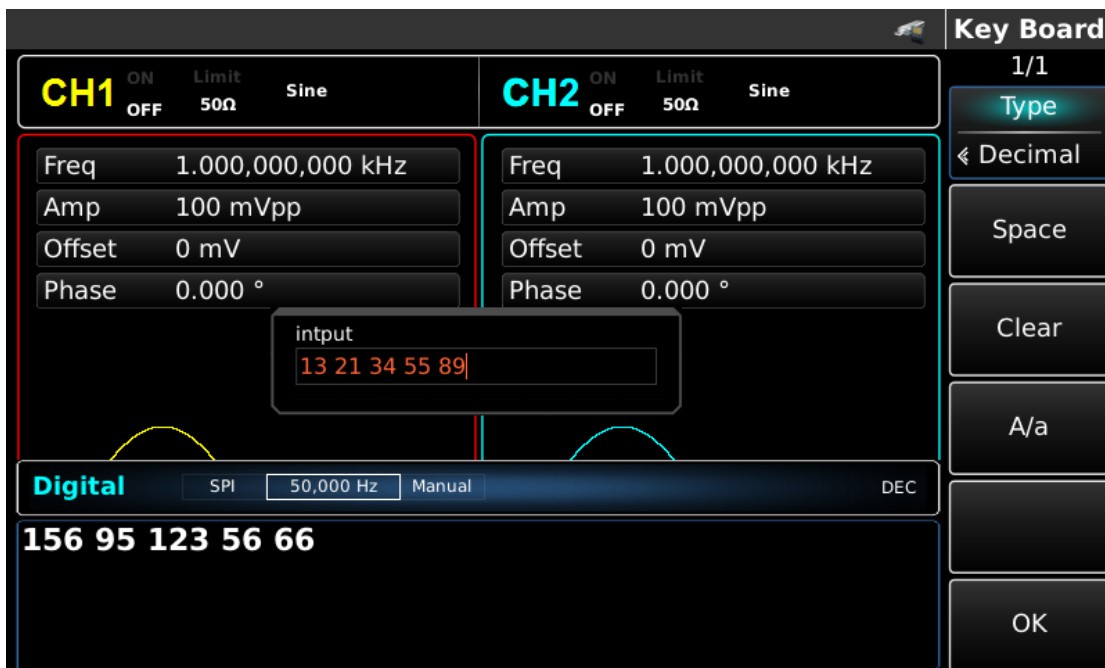 Key Board
1/1
CH1 ON OFF Limit 50Ω Sine
CH2 ON OFF Limit 50Ω Sine
Type
« Decimal
Freq 1.000,000,000 kHz
Amp 100 mVpp
Offset 0 mV
Phase 0.000 °
Freq 1.000,000,000 kHz
Amp 100 mVpp
Offset 0 mV
Phase 0.000 °
Space
Clear
A/a
OK
intput
13 21 34 55 89
Digital SPI 50,000 Hz Manual DEC
156 95 123 56 66